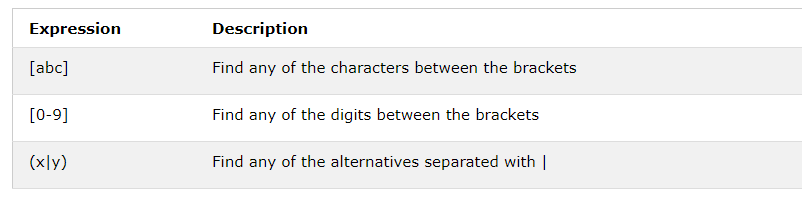 Expression Description
[abc] Find any of the characters between the brackets
[0-9] Find any of the digits between the brackets
(x|y) Find any of the alternatives separated with |